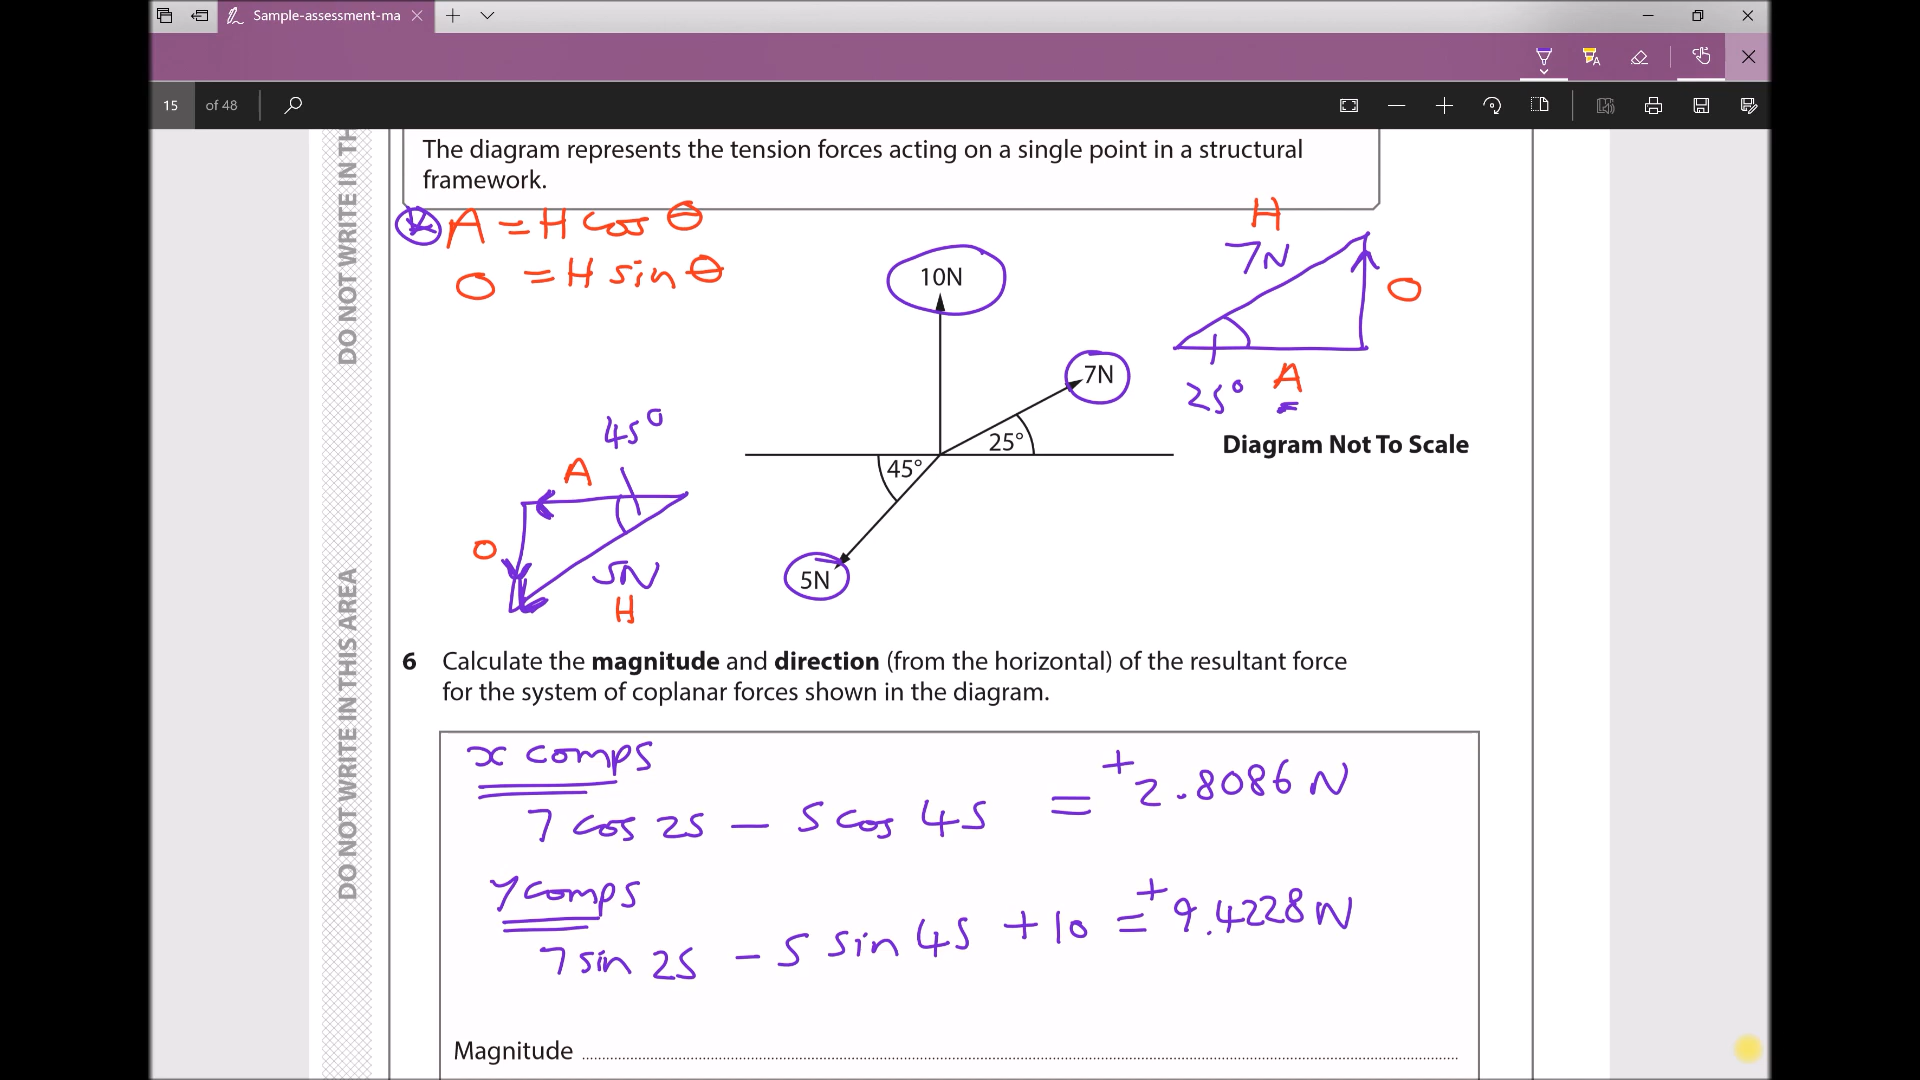 Sample-assessment-ma
15 of 48
DO NOT WRITE IN TH
The diagram represents the tension forces acting on a single point in a structural
framework.
A = H cos θ
O = H sin θ
H
7N
O
25°
A
10N
7N
25°
45°
5N
Diagram Not To Scale
45°
A
O
5N
H
DO NOT WRITE IN THIS AREA
6 Calculate the magnitude and direction (from the horizontal) of the resultant force
for the system of coplanar forces shown in the diagram.
x comps
7 cos 25 – 5 cos 45 = +2.8086 N
y comps
7 sin 25 – 5 sin 45 + 10 = +9.4228 N
Magnitude